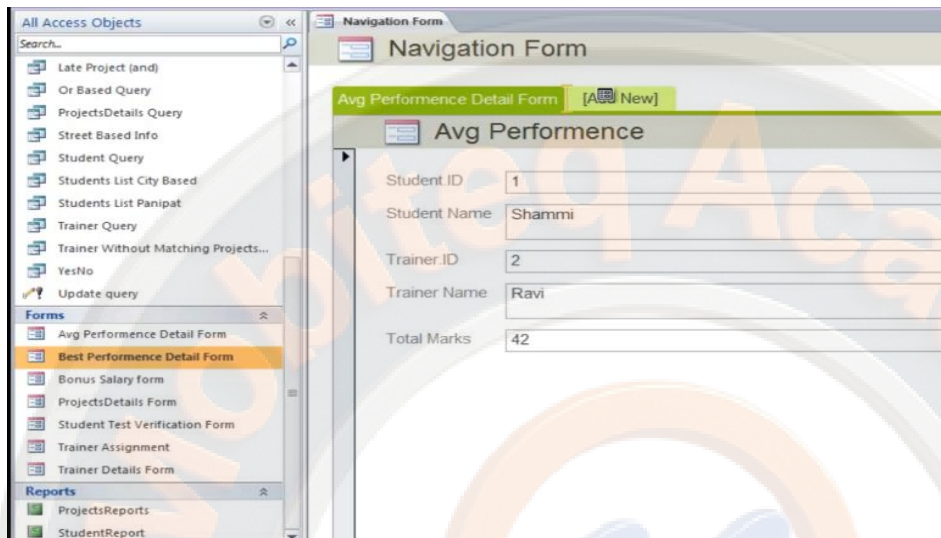 All Access Objects
Search...
Late Project (and)
Or Based Query
ProjectsDetails Query
Street Based Info
Student Query
Students List City Based
Students List Panipat
Trainer Query
Trainer Without Matching Projects...
YesNo
Update query
Forms
Avg Performence Detail Form
Best Performence Detail Form
Bonus Salary form
ProjectsDetails Form
Student Test Verification Form
Trainer Assignment
Trainer Details Form
Reports
ProjectsReports
StudentReport
Navigation Form
Navigation Form
Avg Performence Detail Form [Add New]
Avg Performence
Student.ID 1
Student Name Shammi
Trainer.ID 2
Trainer Name Ravi
Total Marks 42
Mobiteq Aca